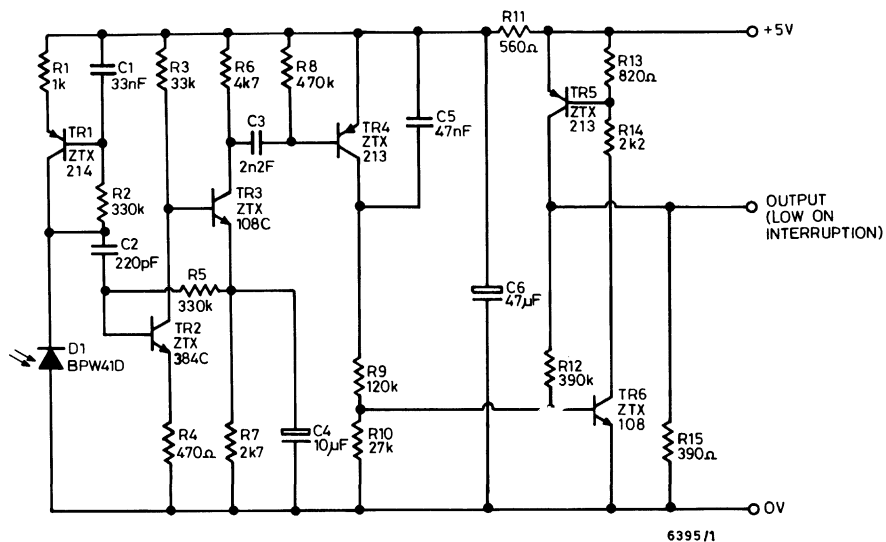 R11
560Ω
+5V
R1
1k
C1
33nF
R3
33k
R6
4k7
R8
470k
R13
820Ω
TR1
ZTX
214
C3
2n2F
TR4
ZTX
213
C5
47nF
TR5
ZTX
213
R14
2k2
R2
330k
TR3
ZTX
108C
OUTPUT
(LOW ON
INTERRUPTION)
C2
220pF
R5
330k
C6
47µF
TR2
ZTX
384C
D1
BPW41D
R9
120k
R12
390k
TR6
ZTX
108
R4
470Ω
R7
2k7
C4
10µF
R10
27k
R15
390Ω
0V
6395/1